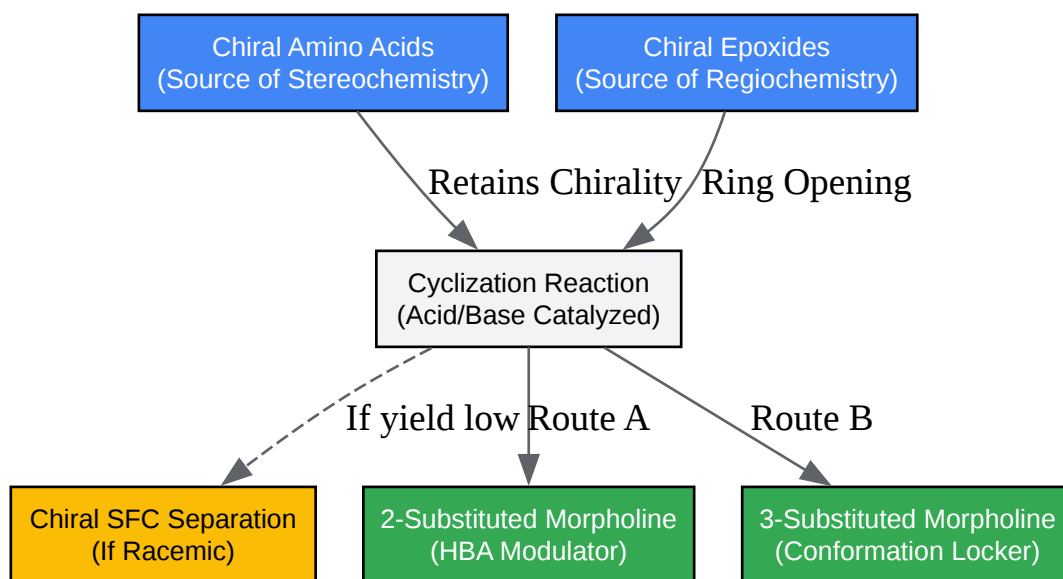 Chiral Amino Acids
(Source of Stereochemistry)
Chiral Epoxides
(Source of Regiochemistry)
Retains Chirality
Ring Opening
Cyclization Reaction
(Acid/Base Catalyzed)
If yield low
Route A
Route B
Chiral SFC Separation
(If Racemic)
2-Substituted Morpholine
(HBA Modulator)
3-Substituted Morpholine
(Conformation Locker)